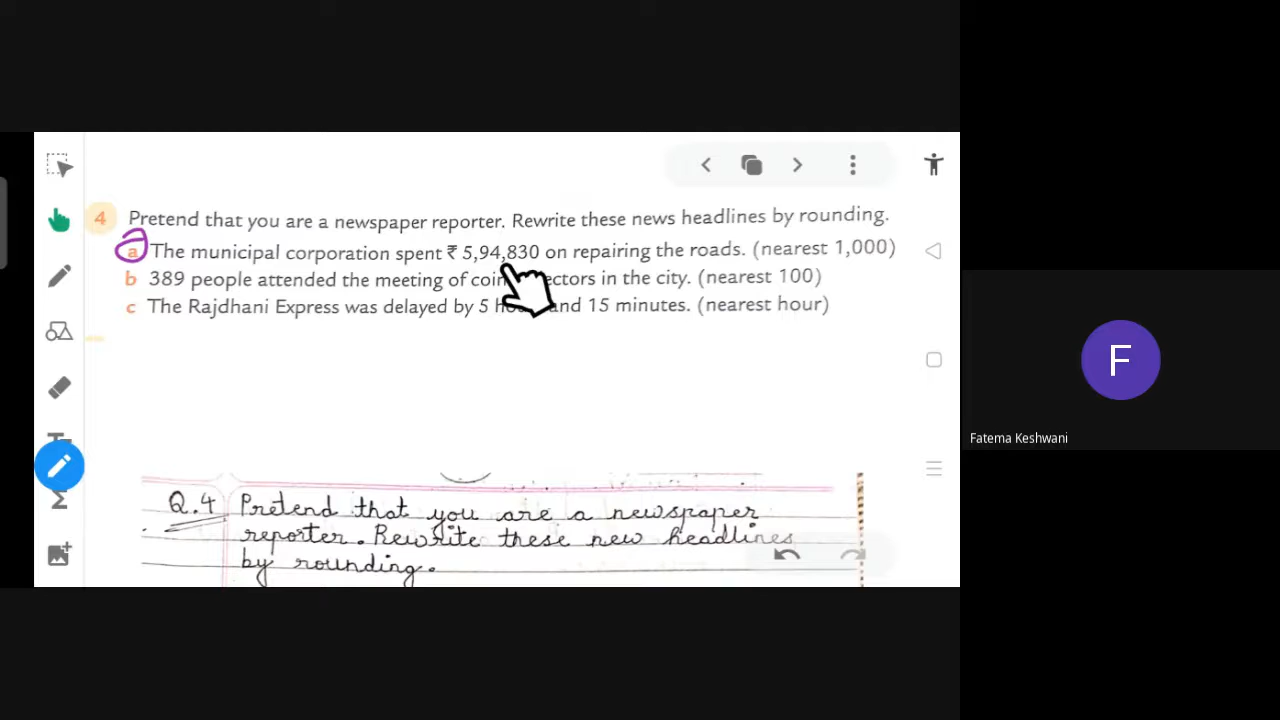 4 Pretend that you are a newspaper reporter. Rewrite these news headlines by rounding.
a The municipal corporation spent ₹ 5,94,830 on repairing the roads. (nearest 1,000)
b 389 people attended the meeting of coin ectors in the city. (nearest 100)
c The Rajdhani Express was delayed by 5 and 15 minutes. (nearest hour)
F
Fatema Keshwani
Q.4 Pretend that you are a newspaper
reporter. Rewrite these new headlines
by rounding.